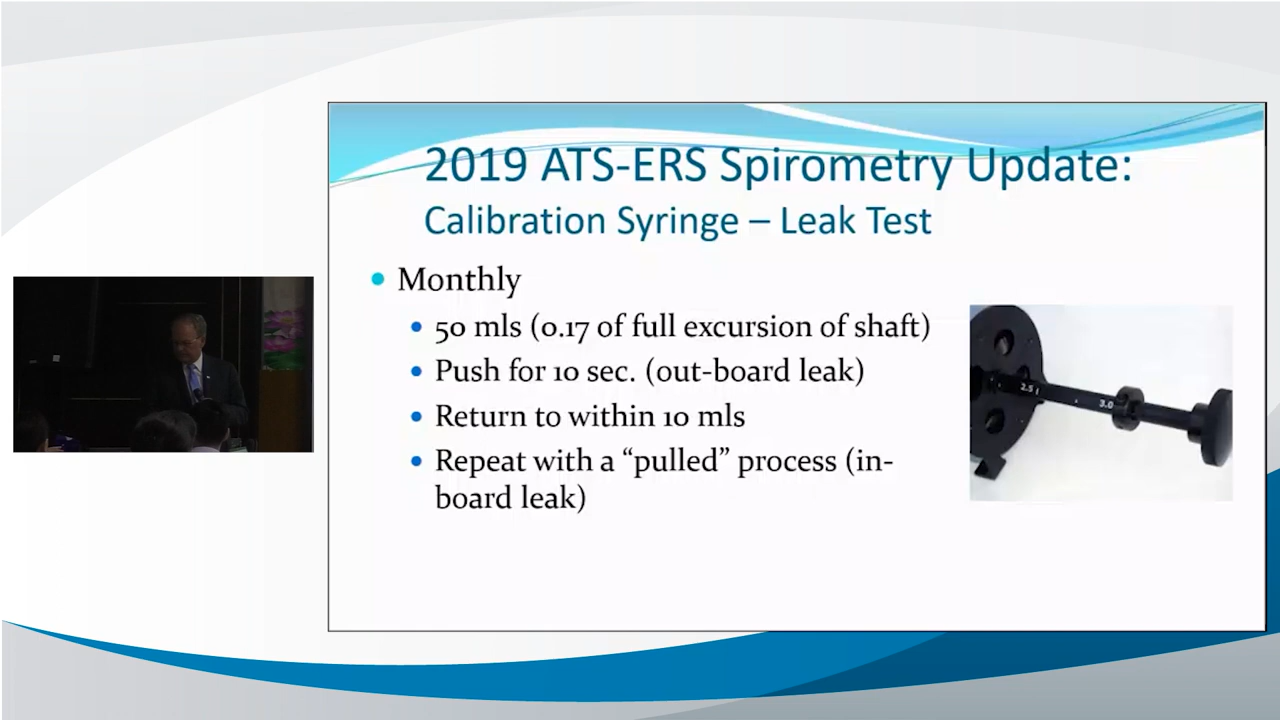 2019 ATS-ERS Spirometry Update:
Calibration Syringe – Leak Test
Monthly
50 mls (0.17 of full excursion of shaft)
Push for 10 sec. (out-board leak)
Return to within 10 mls
Repeat with a “pulled” process (in-
board leak)
2.5
3.0